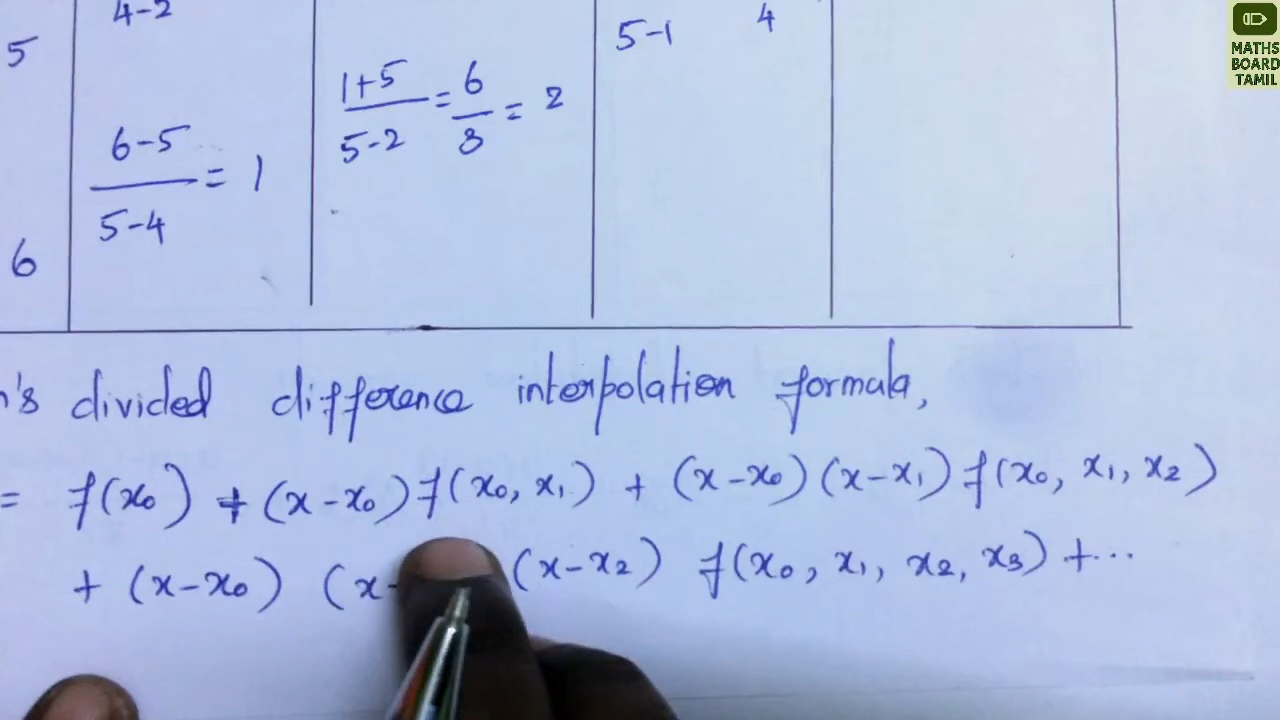 4-2
5
5-1 4
1+5/5-2 = 6/3 = 2
6-5/5-4 = 1
6
n's divided difference interpolation formula,
= f(x₀) + (x-x₀) f(x₀, x₁) + (x-x₀) (x-x₁) f(x₀, x₁, x₂)
+ (x-x₀) (x- (x-x₂) f(x₀, x₁, x₂, x₃) + ...
MATHS
BOARD
TAMIL